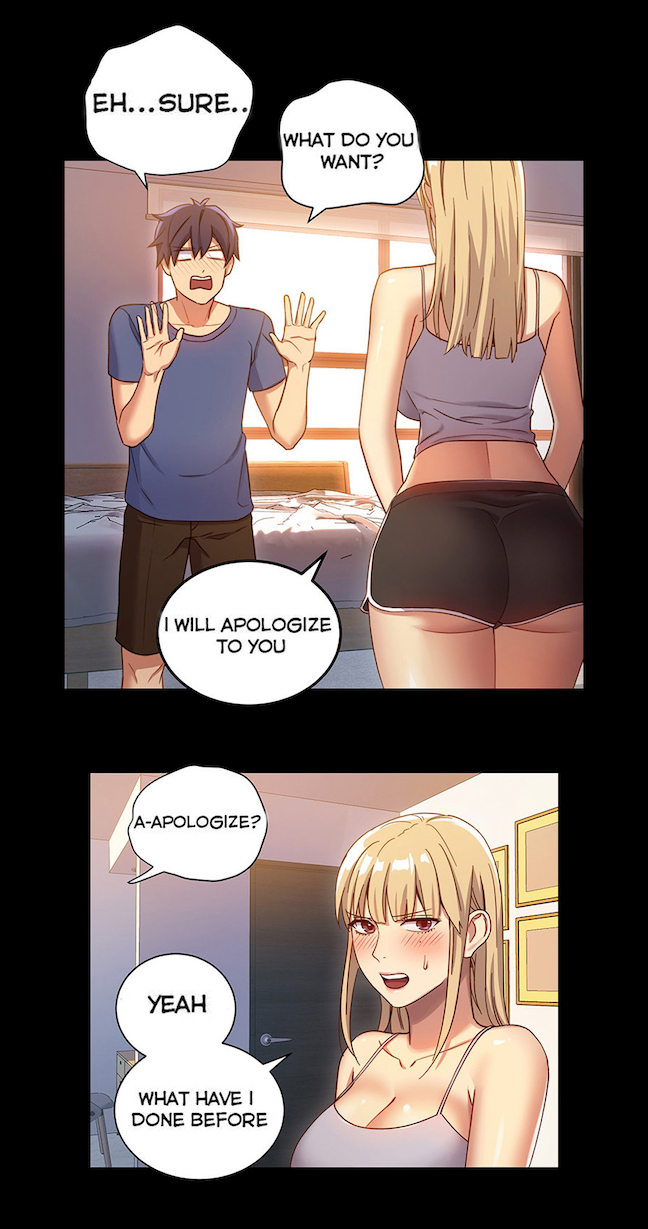 EH...SURE..
WHAT DO YOU
WANT?
I WILL APOLOGIZE
TO YOU
A-APOLOGIZE?
YEAH
WHAT HAVE I
DONE BEFORE